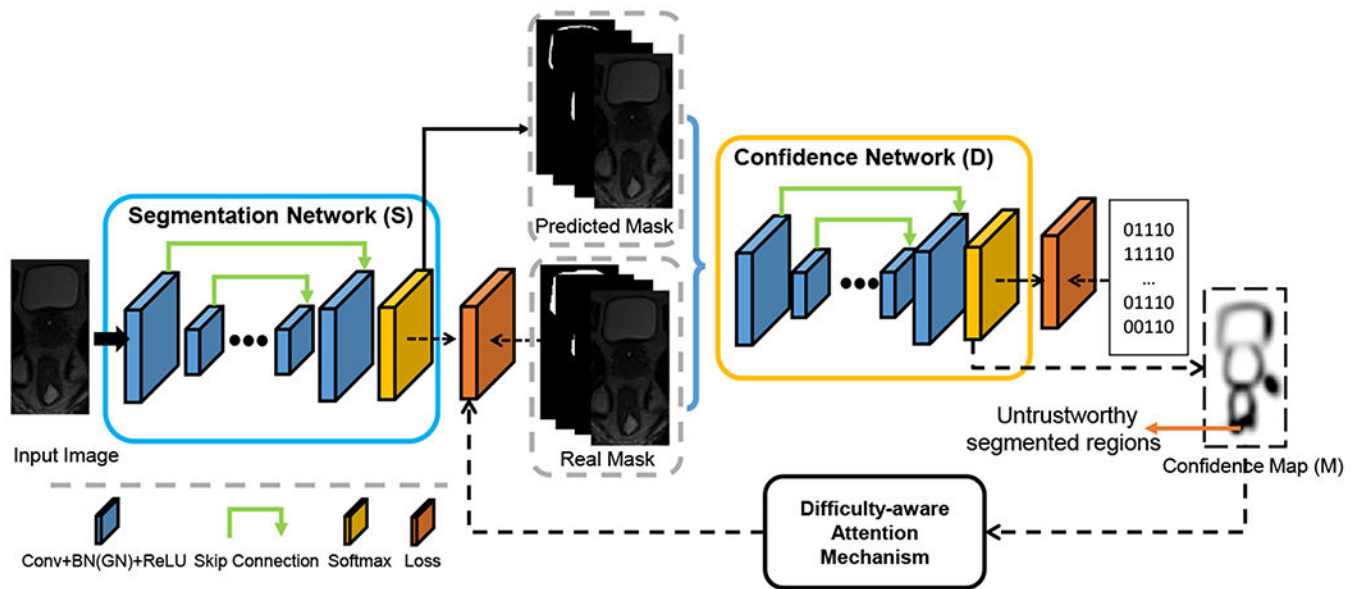 Segmentation Network (S)
Input Image
Predicted Mask
Real Mask
Confidence Network (D)
01110
11110
...
01110
00110
Untrustworthy
segmented regions
Confidence Map (M)
Difficulty-aware
Attention
Mechanism
Conv+BN(GN)+ReLU
Skip Connection
Softmax
Loss